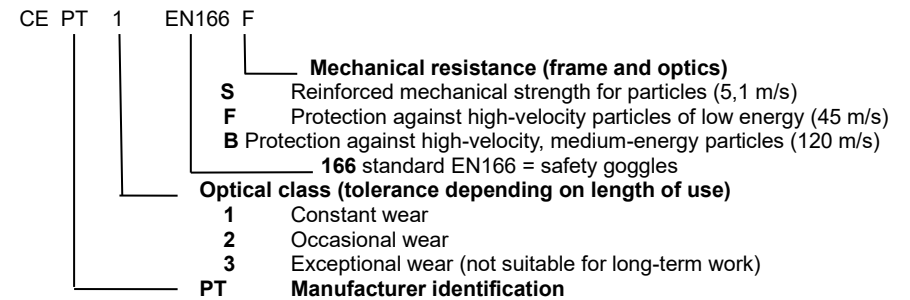 CE PT 1 EN166 F
Mechanical resistance (frame and optics)
S Reinforced mechanical strength for particles (5,1 m/s)
F Protection against high-velocity particles of low energy (45 m/s)
B Protection against high-velocity, medium-energy particles (120 m/s)
166 standard EN166 = safety goggles
Optical class (tolerance depending on length of use)
1 Constant wear
2 Occasional wear
3 Exceptional wear (not suitable for long-term work)
PT Manufacturer identification